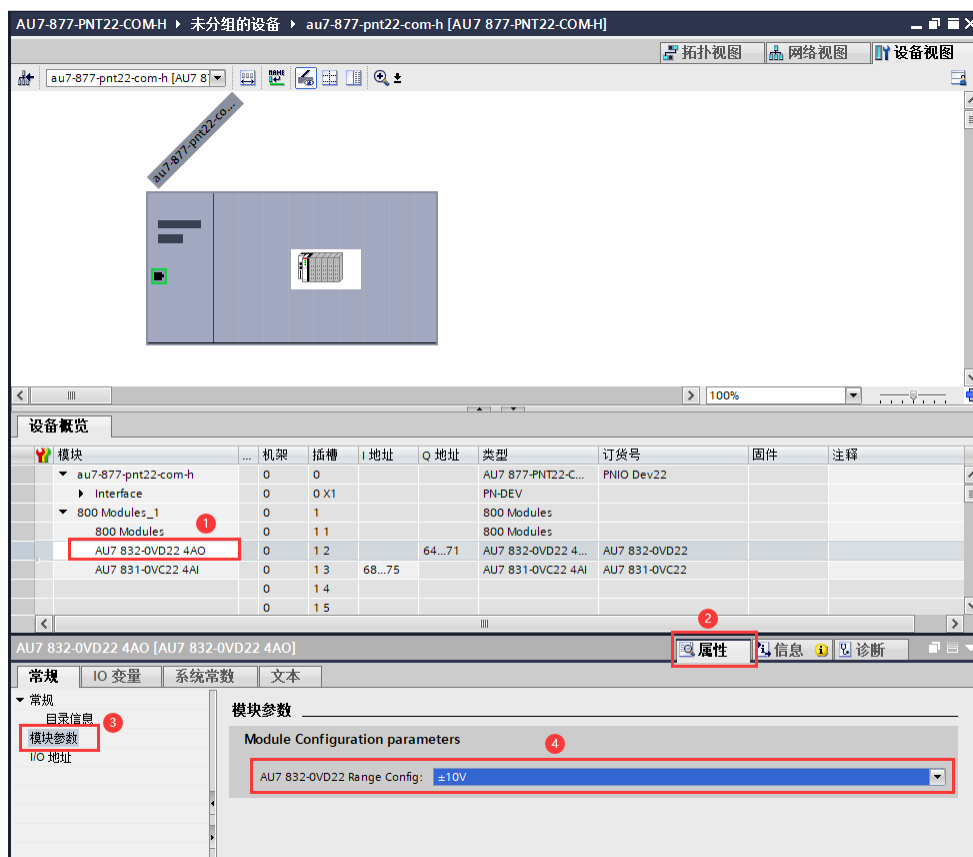 AU7-877-PNT22-COM-H ▸ 未分组的设备 ▸ au7-877-pnt22-com-h [AU7 877-PNT22-COM-H]
拓扑视图 网络视图 设备视图
au7-877-pnt22-com-h [AU7 8
au7-877-pnt22-co...
100%
设备概览
模块 ... 机架 插槽 I 地址 Q 地址 类型 订货号 固件 注释
au7-877-pnt22-com-h 0 0 AU7 877-PNT22-C... PNIO Dev22
Interface 0 0 X1 PN-DEV
800 Modules_1 0 1 800 Modules
1
800 Modules 0 1 1 800 Modules
AU7 832-0VD22 4AO 0 1 2 64...71 AU7 832-0VD22 4... AU7 832-0VD22
AU7 831-0VC22 4AI 0 1 3 68...75 AU7 831-0VC22 4AI AU7 831-0VC22
0 1 4
0 1 5
2
AU7 832-0VD22 4AO [AU7 832-0VD22 4AO]
属性 信息 诊断
常规 IO 变量 系统常数 文本
常规
目录信息
3
模块参数
I/O 地址
模块参数
Module Configuration parameters
4
AU7 832-0VD22 Range Config: ±10V